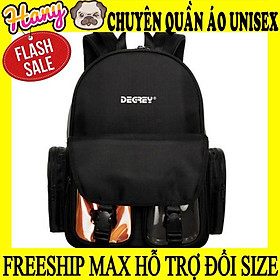 Hany
CHUYÊN QUẦN ÁO UNISEX
FLASH
SALE
DEGREY
FREESHIP MAX HỖ TRỢ ĐỔI SIZE